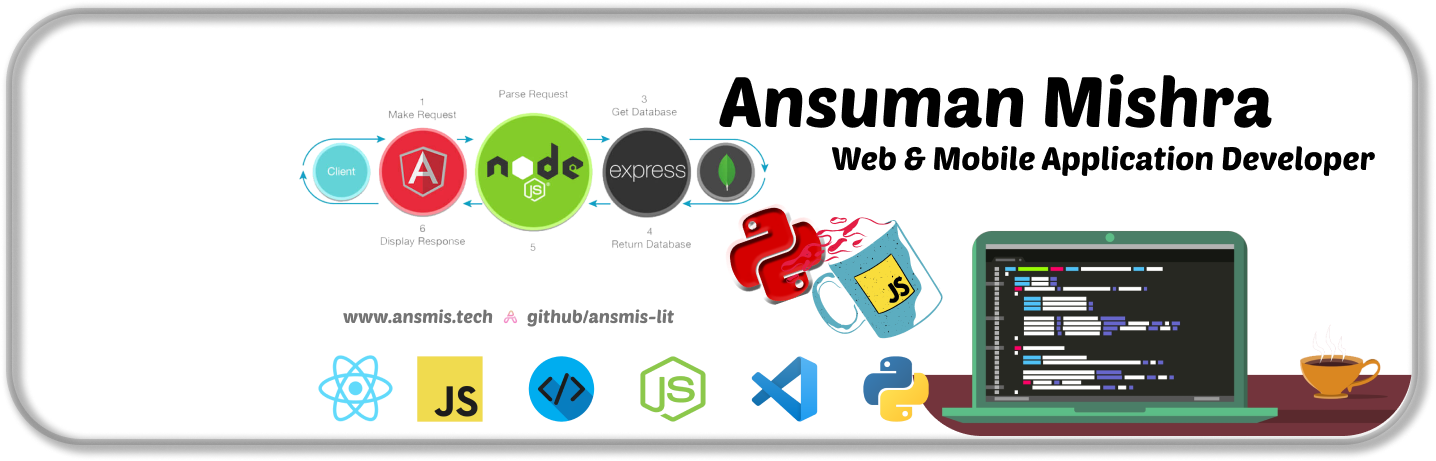 Ansuman Mishra
Web & Mobile Application Developer
Parse Request
1
Make Request
3
Get Database
Client
A
node
JS
express
6
Display Response
5
4
Return Database
JS
www.ansmis.tech
github/ansmis-lit
JS
</>
JS